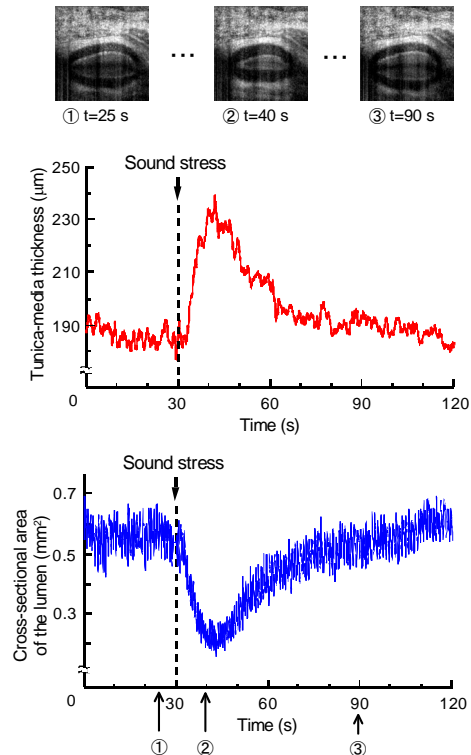 ... ...
① t=25 s ② t=40 s ③ t=90 s
Sound stress
Tunica-media thickness (μm)
250
230
210
190
0 30 60 90 120
Time (s)
Sound stress
Cross-sectional area
of the lumen (mm²)
0.7
0.5
0.3
0 30 60 90 120
Time (s)
① ② ③